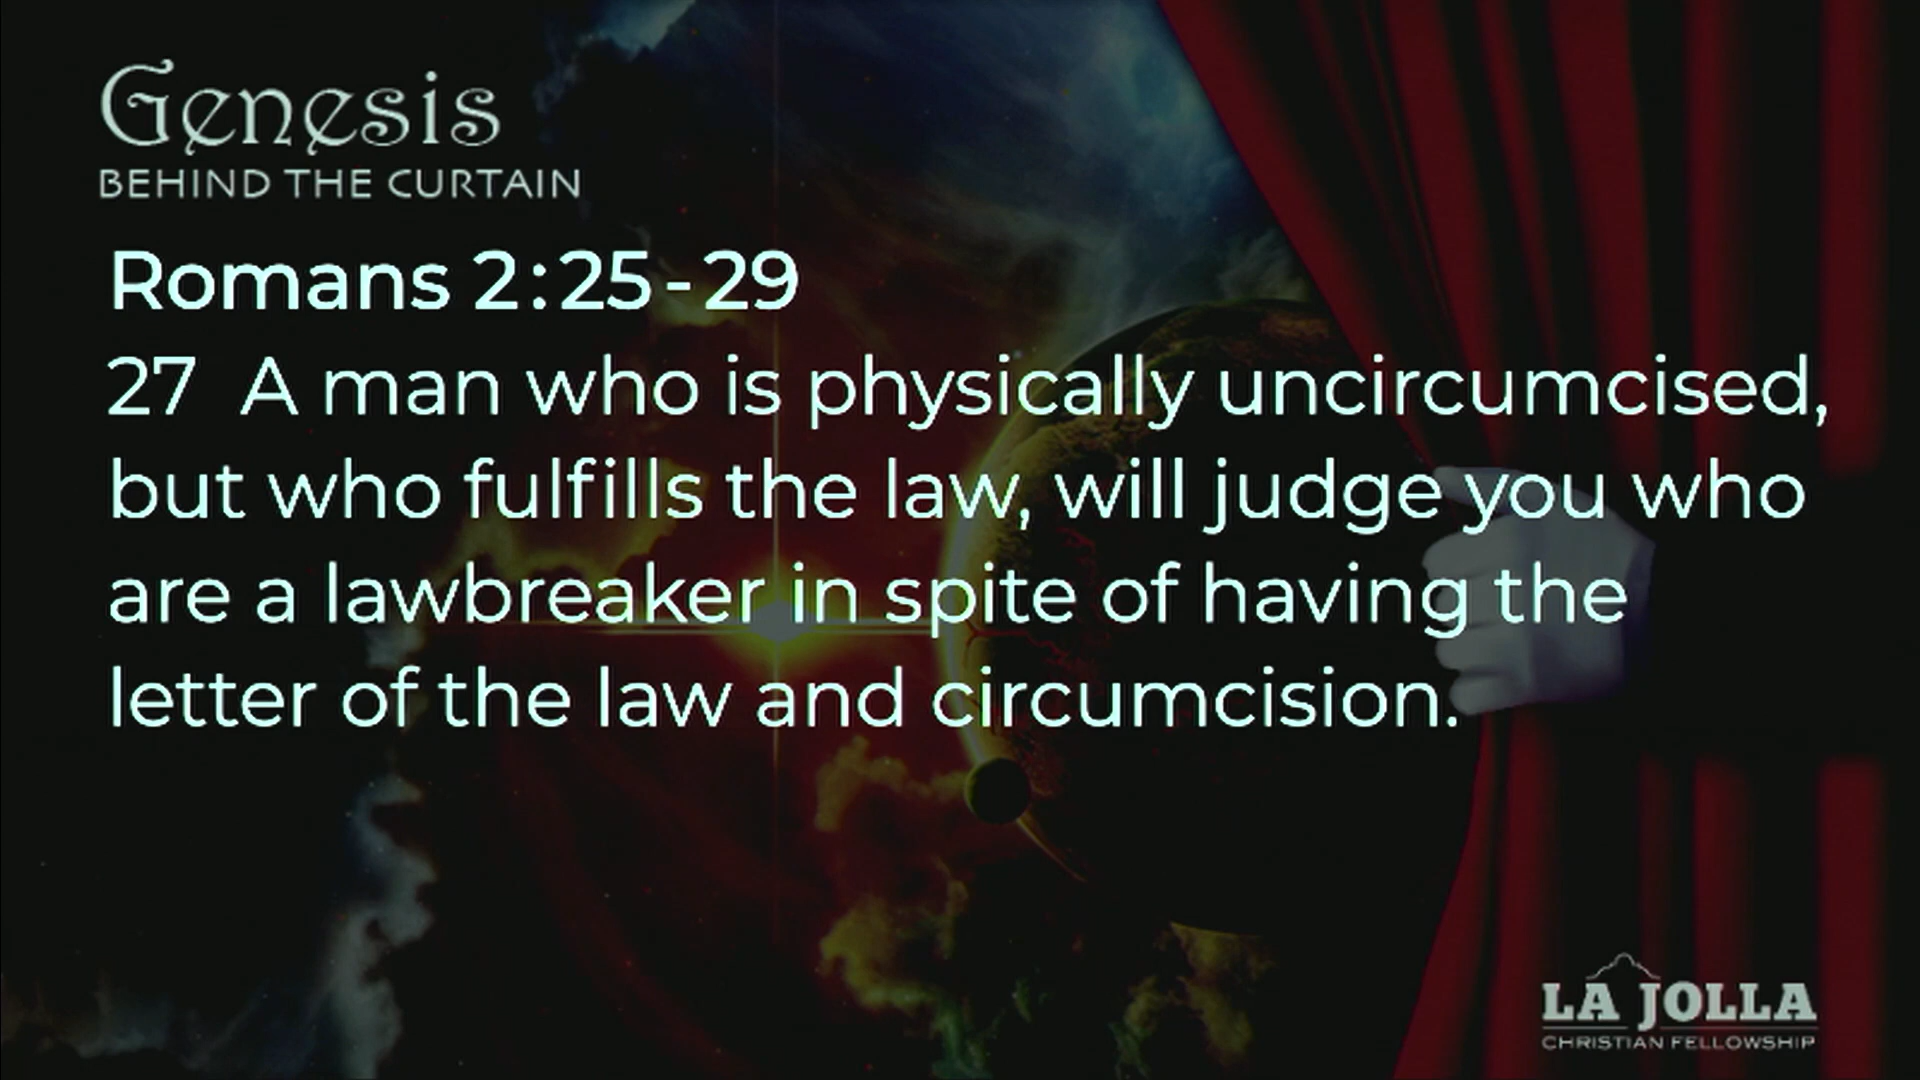 Genesis
BEHIND THE CURTAIN
Romans 2:25-29
27 A man who is physically uncircumcised,
but who fulfills the law, will judge you who
are a lawbreaker in spite of having the
letter of the law and circumcision.
LA JOLLA
CHRISTIAN FELLOWSHIP